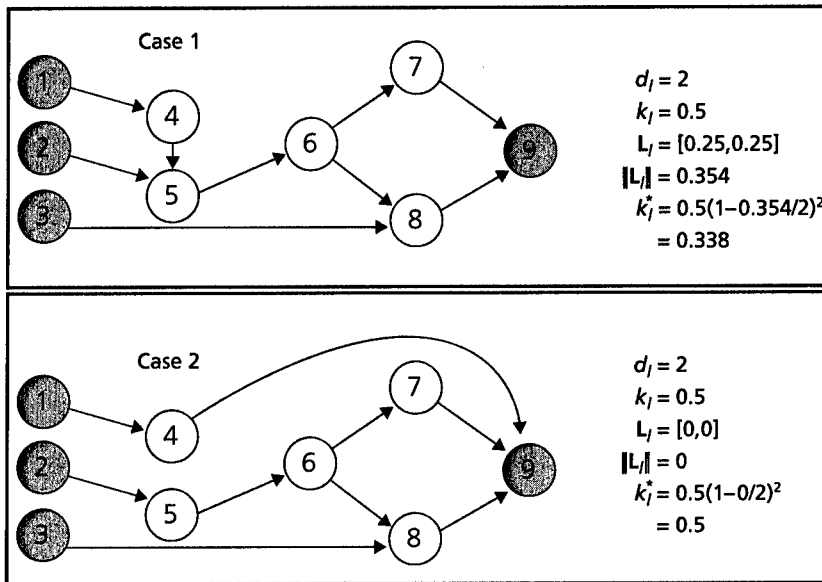 Case 1
1
2
3
4
5
6
7
8
9
d_l = 2
k_l = 0.5
L_l = [0.25,0.25]
‖L_l‖ = 0.354
k_l^* = 0.5(1–0.354/2)²
= 0.338
Case 2
1
2
3
4
5
6
7
8
9
d_l = 2
k_l = 0.5
L_l = [0,0]
‖L_l‖ = 0
k_l^* = 0.5(1–0/2)²
= 0.5